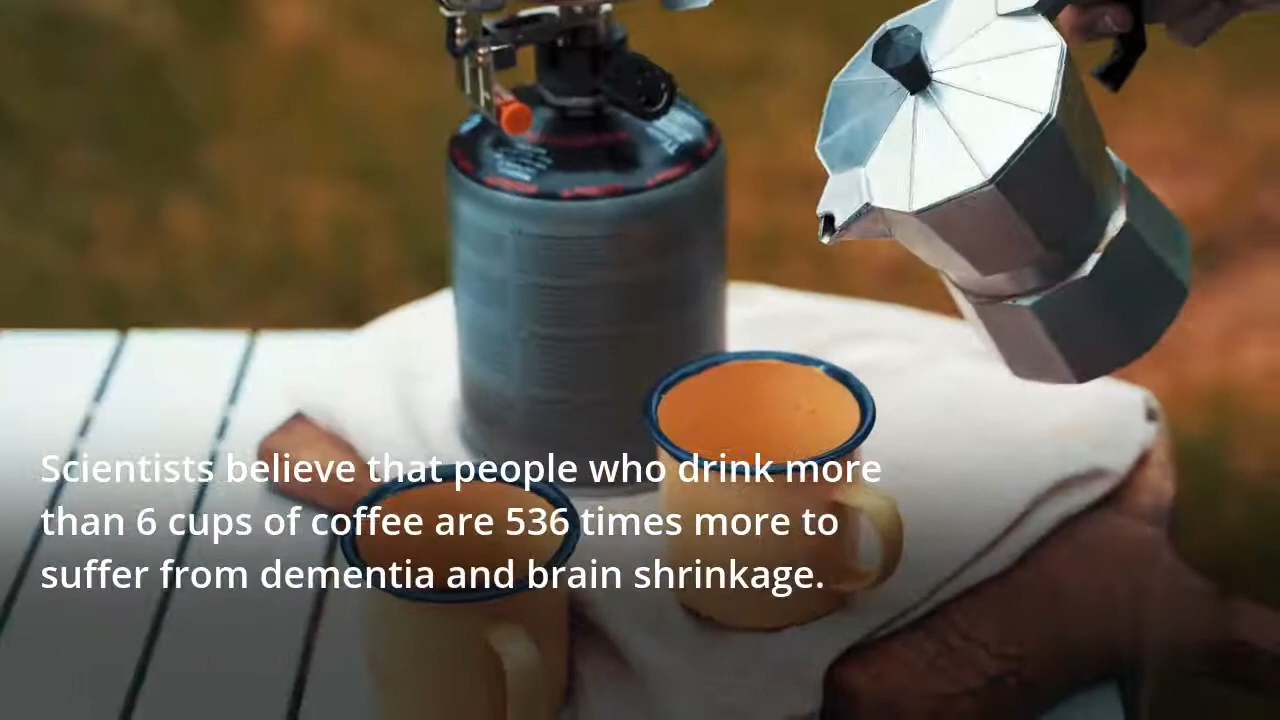 Scientists believe that people who drink more
than 6 cups of coffee are 536 times more to
suffer from dementia and brain shrinkage.